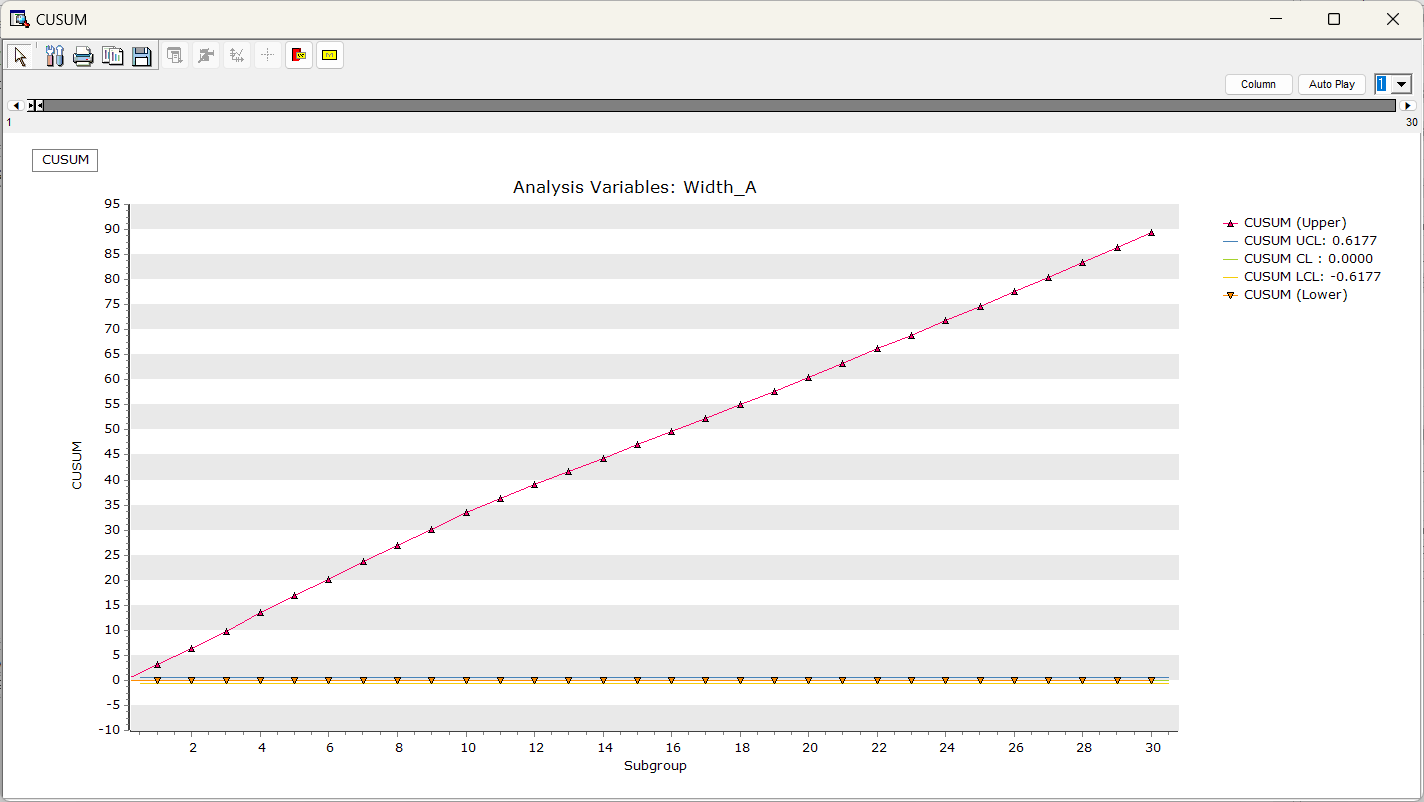 CUSUM
Column Auto Play 1
1 30
CUSUM
Analysis Variables: Width_A
95
90
85
80
75
70
65
60
55
50
45
40
35
30
25
20
15
10
5
0
-5
-10
CUSUM
2 4 6 8 10 12 14 16 18 20 22 24 26 28 30
Subgroup
CUSUM (Upper)
CUSUM UCL: 0.6177
CUSUM CL : 0.0000
CUSUM LCL: -0.6177
CUSUM (Lower)